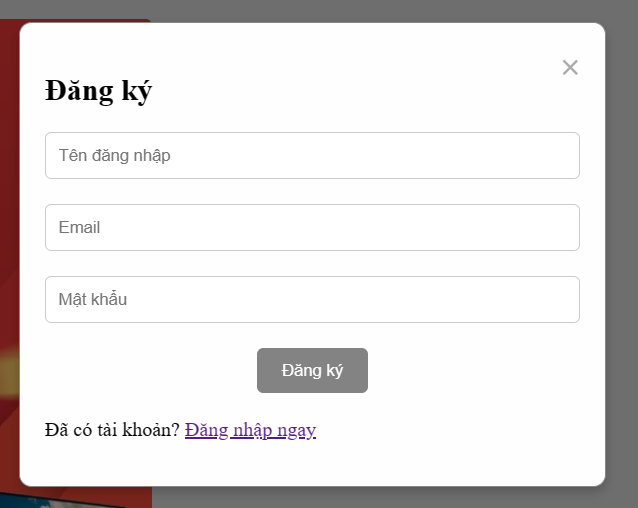 Đăng ký
Tên đăng nhập
Email
Mật khẩu
Đăng ký
Đã có tài khoản? Đăng nhập ngay